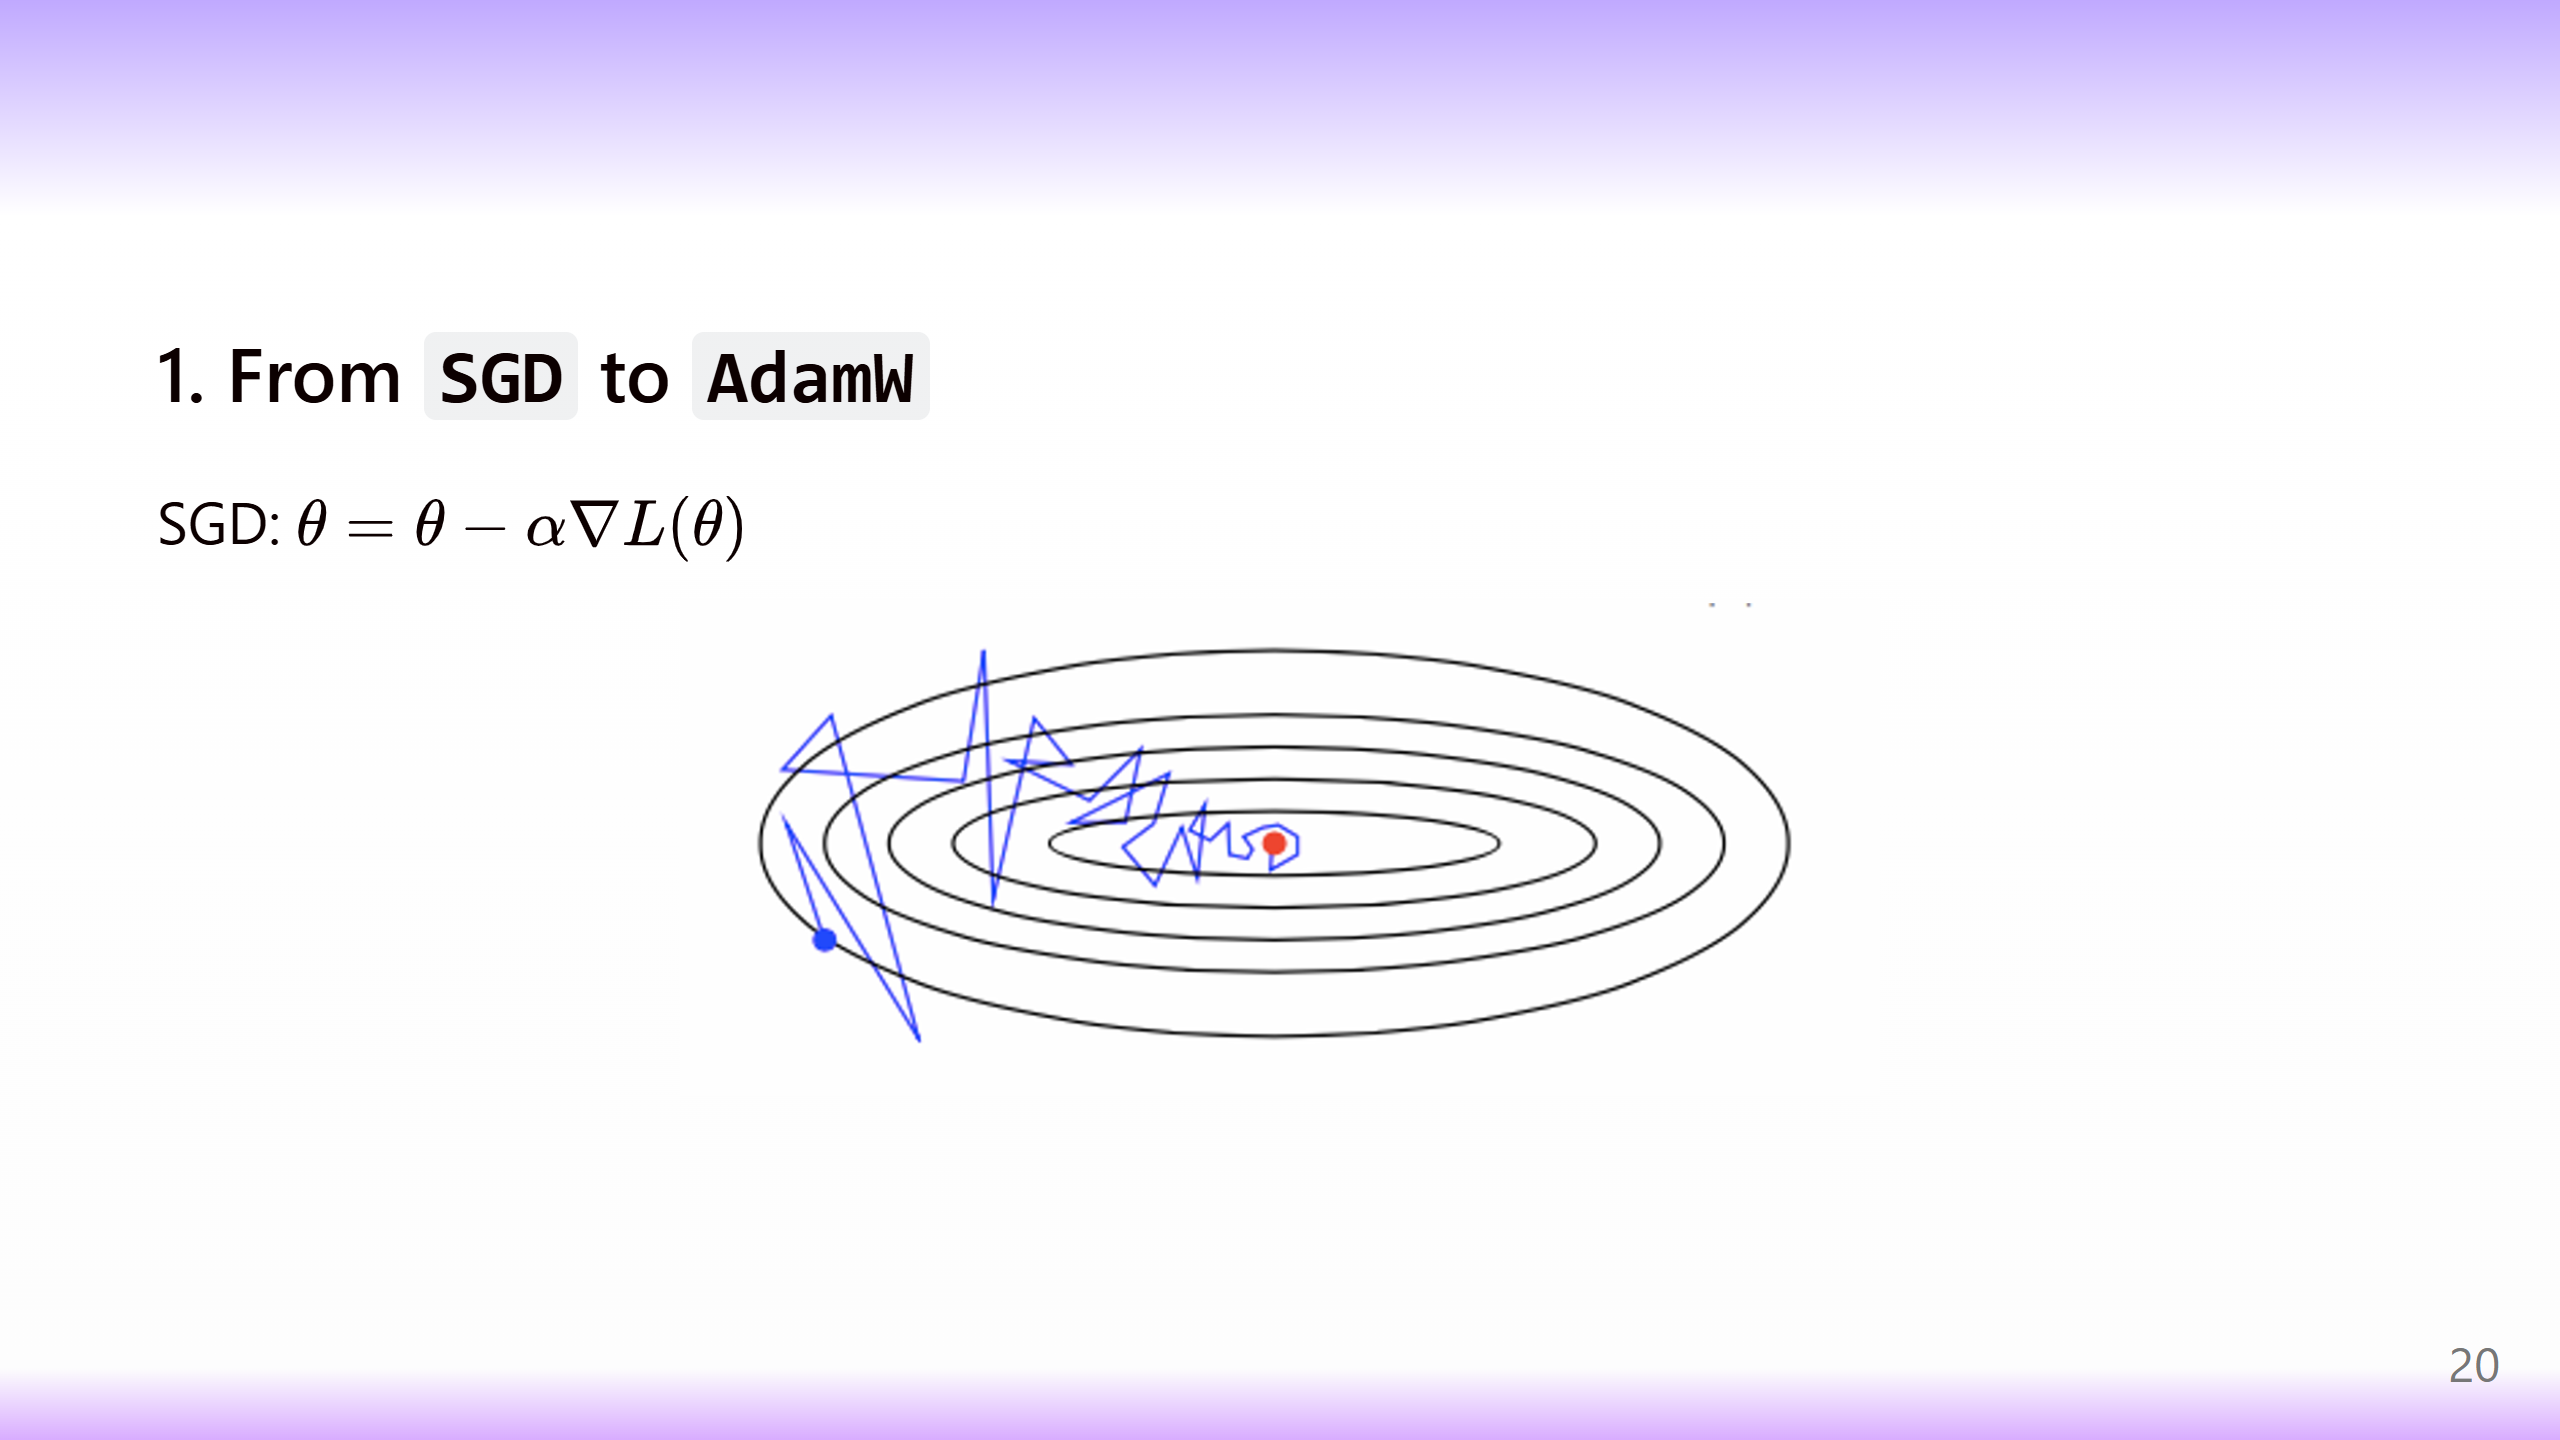 1. From SGD to AdamW
SGD: θ = θ − α∇L(θ)
20